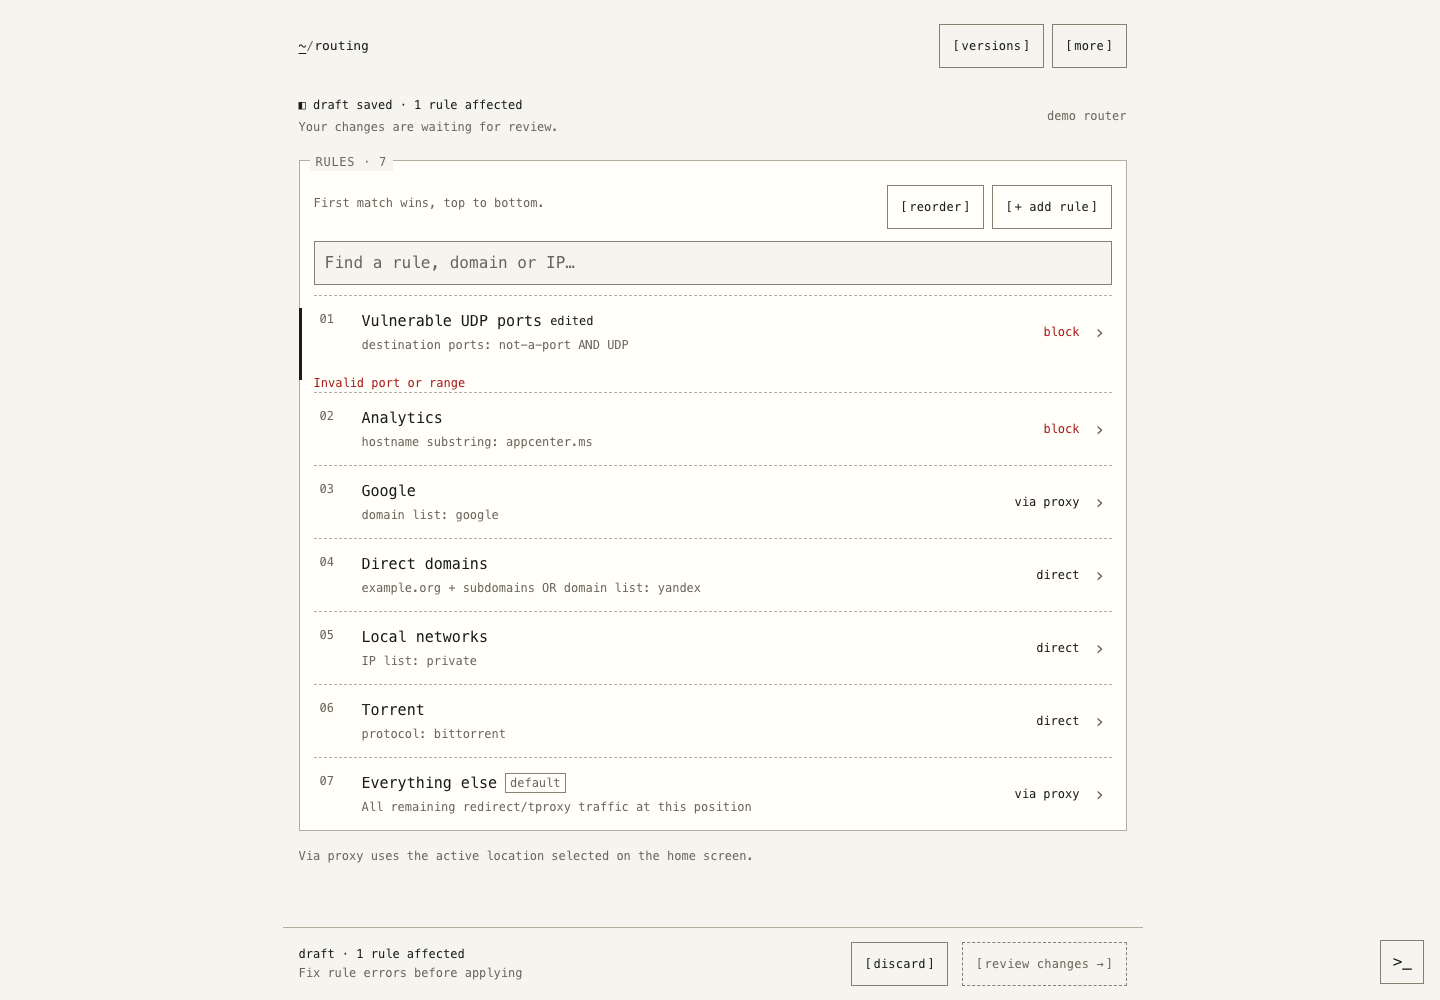 ~/routing
[versions] [more]
◧ draft saved · 1 rule affected
Your changes are waiting for review.
demo router
RULES · 7
First match wins, top to bottom.
[reorder] [+ add rule]
Find a rule, domain or IP…
01 Vulnerable UDP ports edited
destination ports: not-a-port AND UDP
block ›
Invalid port or range
02 Analytics
hostname substring: appcenter.ms
block ›
03 Google
domain list: google
via proxy ›
04 Direct domains
example.org + subdomains OR domain list: yandex
direct ›
05 Local networks
IP list: private
direct ›
06 Torrent
protocol: bittorrent
direct ›
07 Everything else default
All remaining redirect/tproxy traffic at this position
via proxy ›
Via proxy uses the active location selected on the home screen.
draft · 1 rule affected
Fix rule errors before applying
[discard] [review changes →]
>_